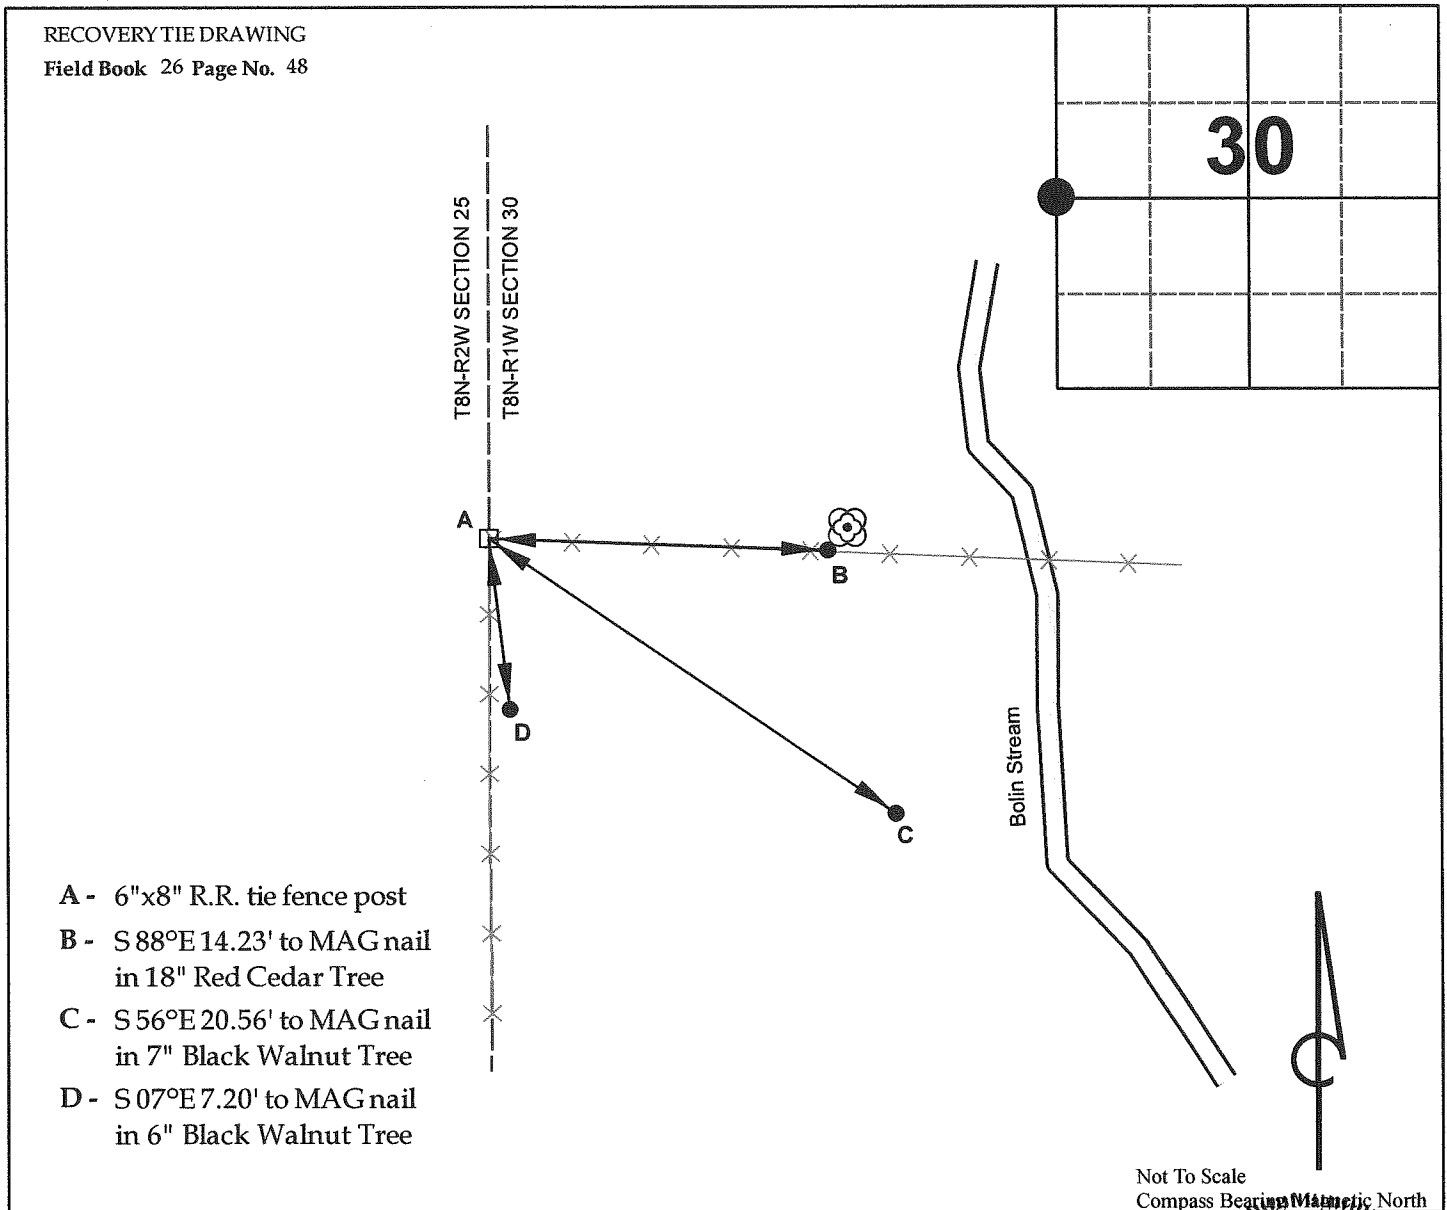 RECOVERY TIE DRAWING
Field Book 26 Page No. 48
30
T8N-R2W SECTION 25
T8N-R1W SECTION 30
A
B
D
C
Bolin Stream
A - 6"x8" R.R. tie fence post
B - S 88°E 14.23' to MAG nail
in 18" Red Cedar Tree
C - S 56°E 20.56' to MAG nail
in 7" Black Walnut Tree
D - S 07°E 7.20' to MAG nail
in 6" Black Walnut Tree
Not To Scale
Compass Bearing Magnetic North